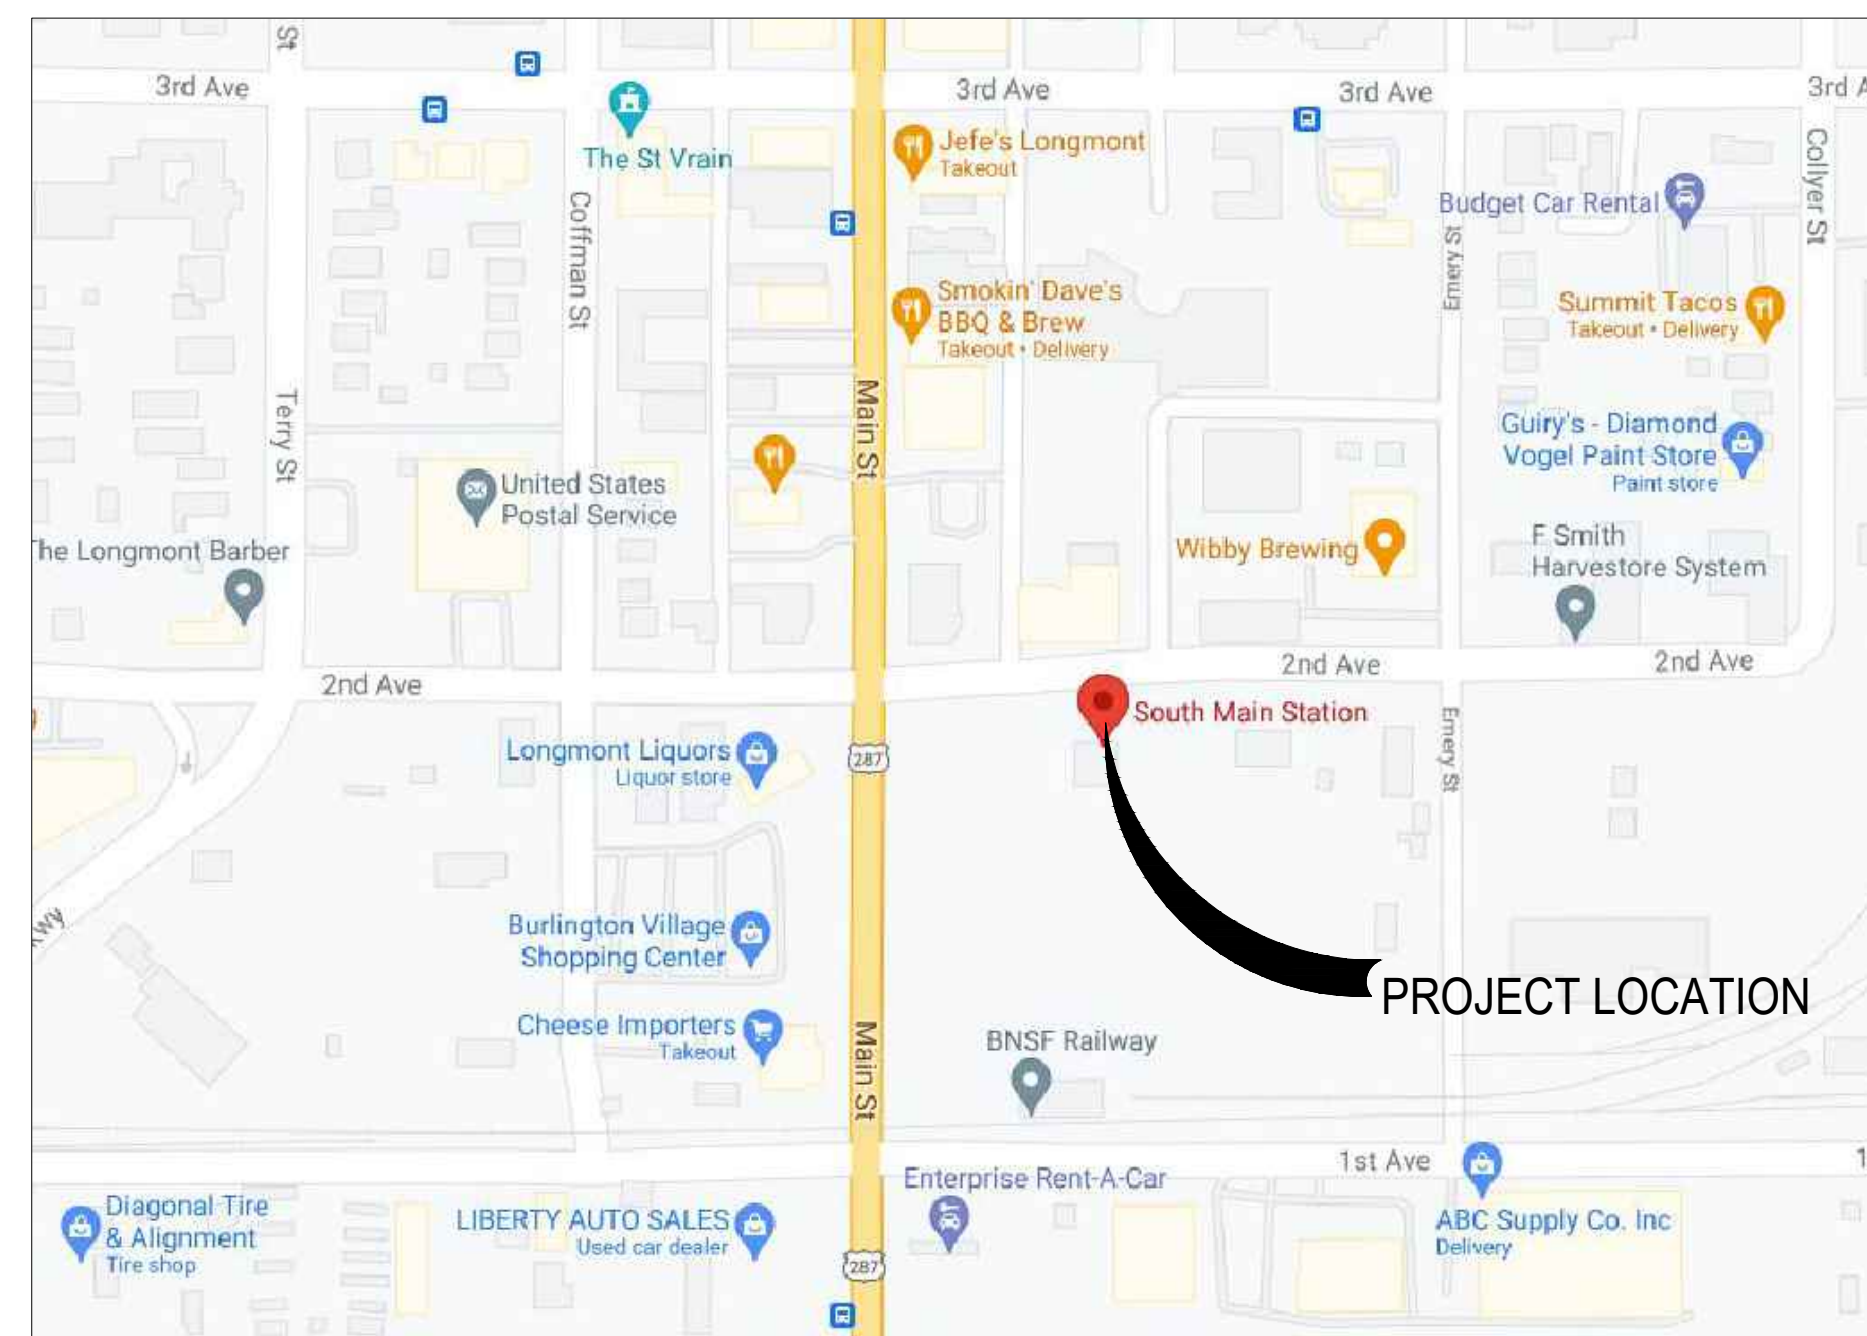 St
3rd Ave
3rd Ave
3rd Ave
3rd A
The St Vrain
Jefe's Longmont
Takeout
Collyer St
Coffman St
Budget Car Rental
Emery St
Smokin' Dave's
BBQ & Brew
Takeout • Delivery
Summit Tacos
Takeout • Delivery
Terry St
Main St
Guiry's - Diamond
Vogel Paint Store
Paint store
United States
Postal Service
The Longmont Barber
Wibby Brewing
F Smith
Harvestore System
2nd Ave
2nd Ave
2nd Ave
South Main Station
Emery St
Longmont Liquors
Liquor store
287
Burlington Village
Shopping Center
PROJECT LOCATION
Cheese Importers
Takeout
Main St
BNSF Railway
1st Ave
1
Enterprise Rent-A-Car
Diagonal Tire
& Alignment
Tire shop
LIBERTY AUTO SALES
Used car dealer
ABC Supply Co. Inc
Delivery
287